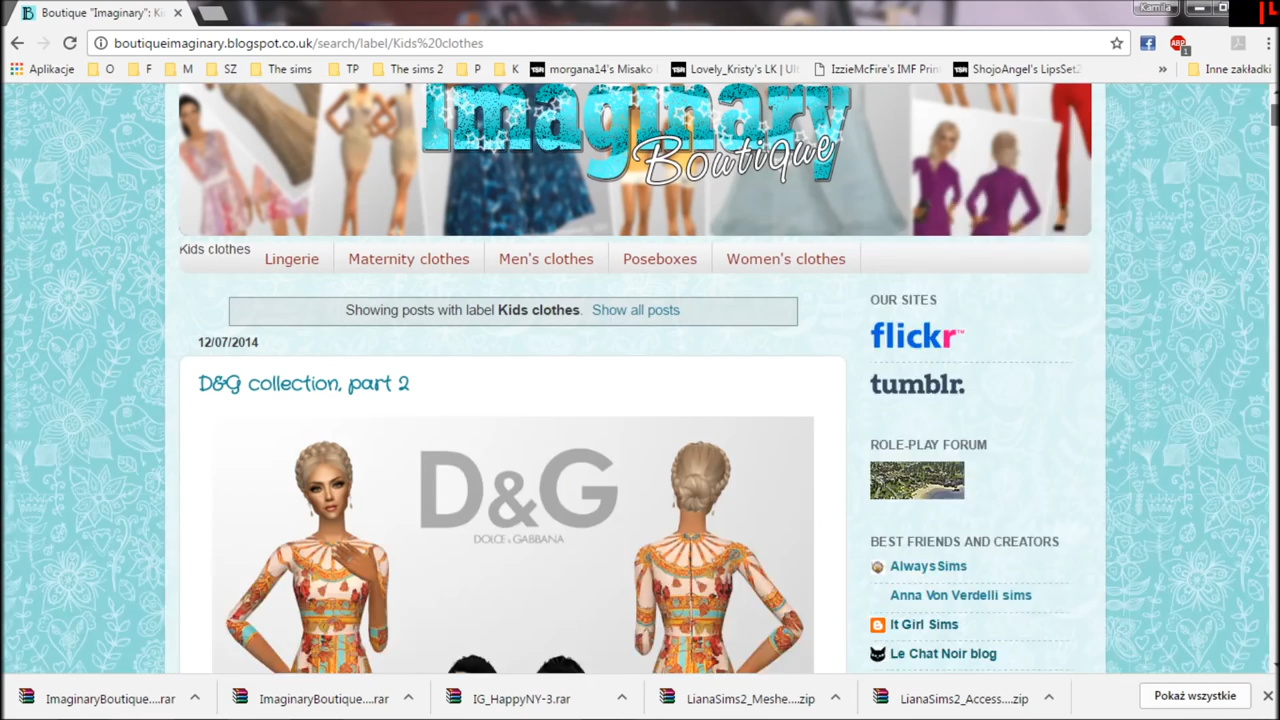 Boutique "Imaginary": Ki
Kamila
boutiqueimaginary.blogspot.co.uk/search/label/Kids%20clothes
Aplikacje O F M SZ The sims TP The sims 2 P K morgana14's Misako Lovely_Kristy's LK | Ult IzzieMcFire's IMF Prin ShojoAngel's LipsSet2 » Inne zakładki
Imaginary
Boutique
Kids clothes Lingerie Maternity clothes Men's clothes Poseboxes Women's clothes
Showing posts with label Kids clothes. Show all posts
12/07/2014
D&G collection, part 2
D&G
DOLCE & GABBANA
OUR SITES
flickr™
tumblr.
ROLE-PLAY FORUM
BEST FRIENDS AND CREATORS
AlwaysSims
Anna Von Verdelli sims
It Girl Sims
Le Chat Noir blog
ImaginaryBoutique....rar ImaginaryBoutique....rar IG_HappyNY-3.rar LianaSims2_Meshe....zip LianaSims2_Access....zip Pokaż wszystkie